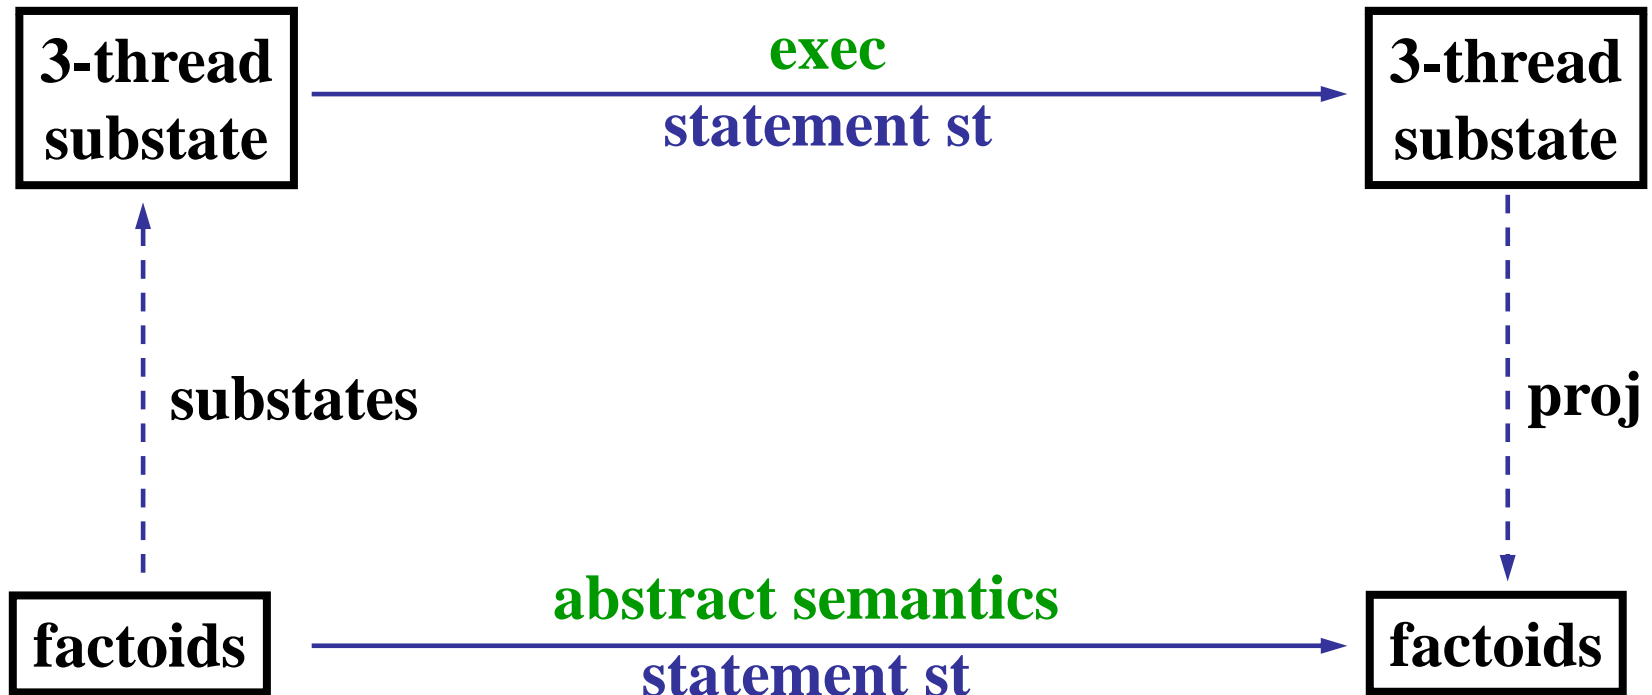 3-thread
substate
exec
statement st
3-thread
substate
substates
proj
factoids
abstract semantics
statement st
factoids